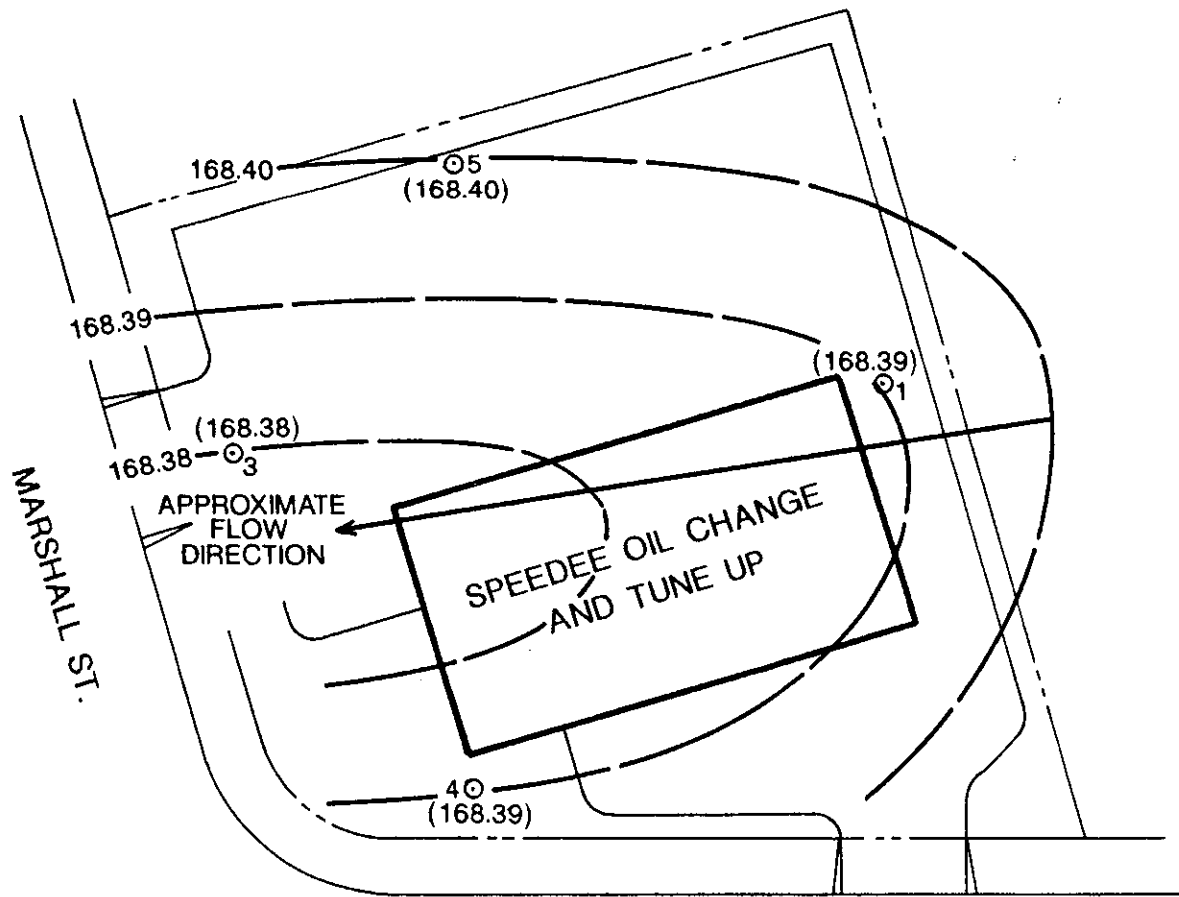 168.40
5
(168.40)
168.39
(168.39)
1
(168.38)
168.38
3
APPROXIMATE
FLOW
DIRECTION
MARSHALL ST.
SPEEDEE OIL CHANGE
AND TUNE UP
4
(168.39)